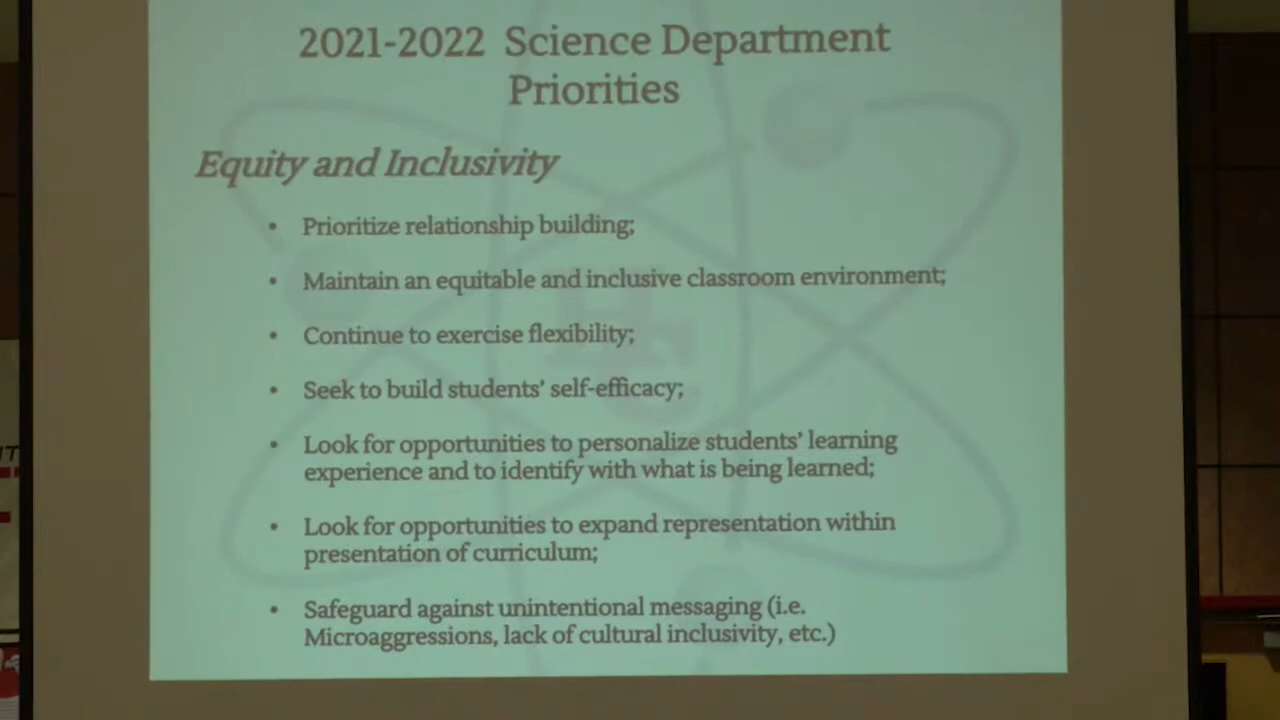 2021-2022 Science Department
Priorities
Equity and Inclusivity
• Prioritize relationship building;
• Maintain an equitable and inclusive classroom environment;
• Continue to exercise flexibility;
• Seek to build students' self-efficacy;
• Look for opportunities to personalize students' learning
experience and to identify with what is being learned;
• Look for opportunities to expand representation within
presentation of curriculum;
• Safeguard against unintentional messaging (i.e.
Microaggressions, lack of cultural inclusivity, etc.)